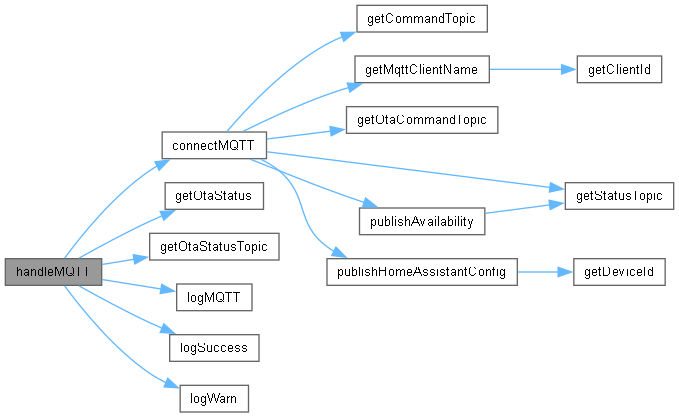 getCommandTopic
getMqttClientName
getClientId
getOtaCommandTopic
connectMQTT
getOtaStatus
getStatusTopic
publishAvailability
getOtaStatusTopic
handleMQTT
publishHomeAssistantConfig
getDeviceId
logMQTT
logSuccess
logWarn